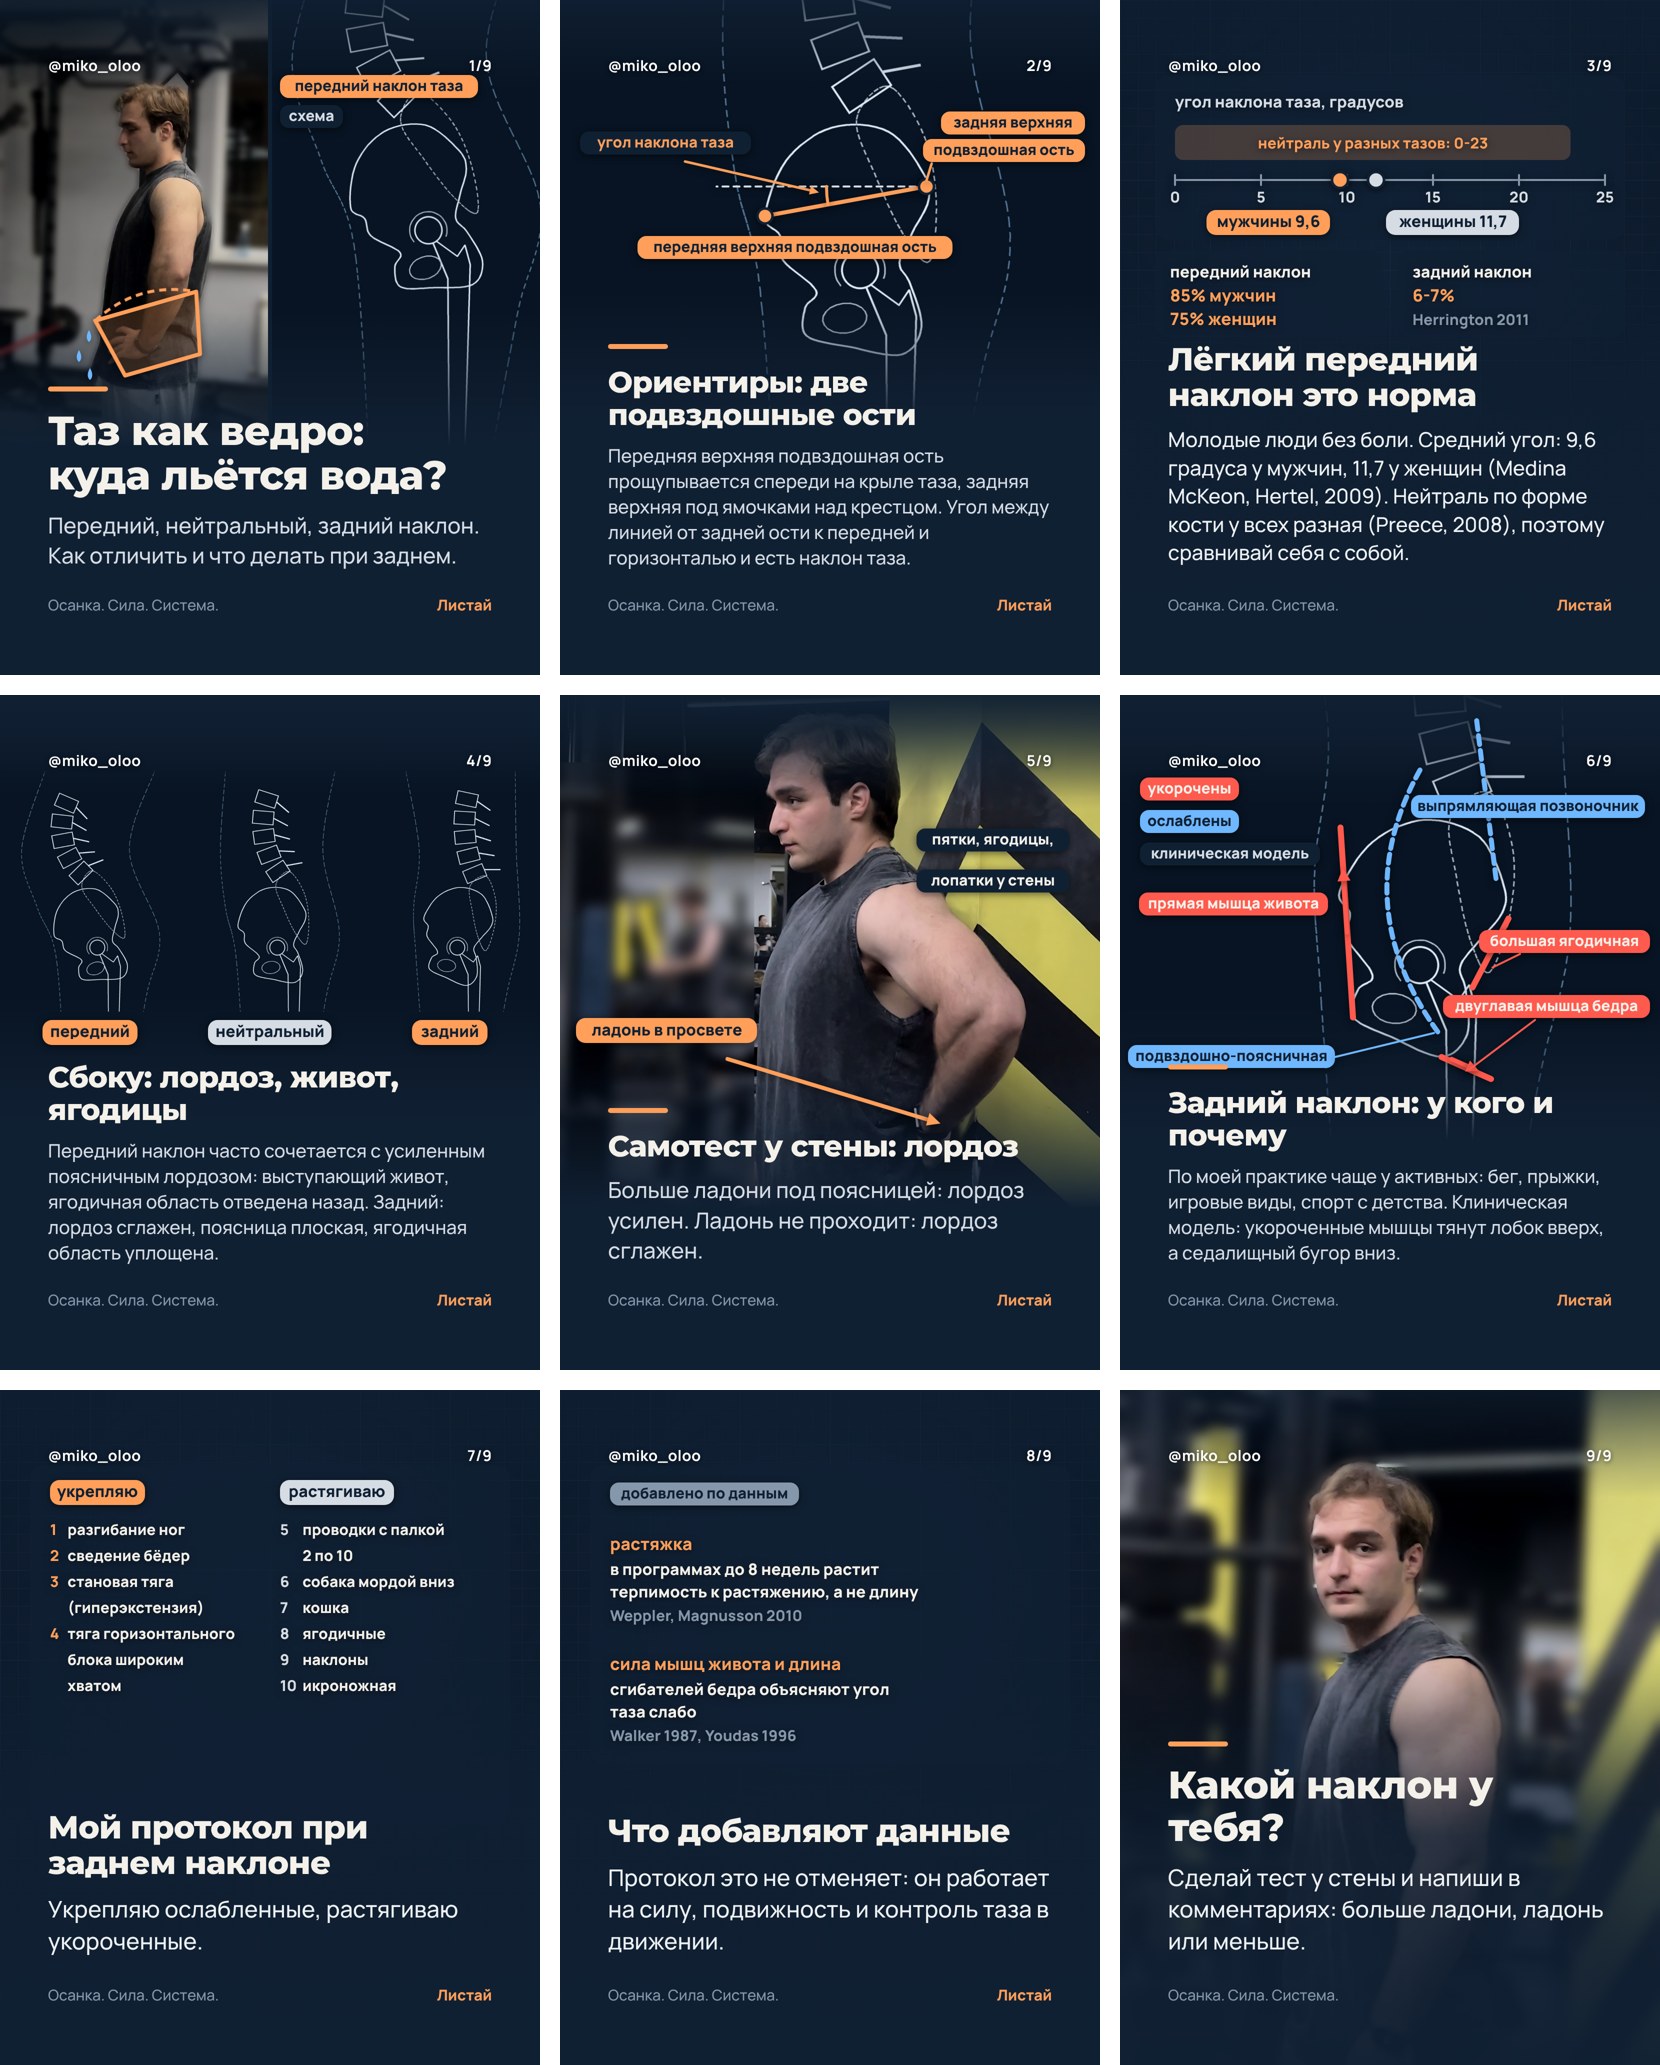 @miko_oloo
1/9
передний наклон таза
схема
Таз как ведро:
куда льётся вода?
Передний, нейтральный, задний наклон.
Как отличить и что делать при заднем.
Осанка. Сила. Система.
Листай
@miko_oloo
2/9
задняя верхняя
подвздошная ость
угол наклона таза
передняя верхняя подвздошная ость
Ориентиры: две
подвздошные ости
Передняя верхняя подвздошная ость
прощупывается спереди на крыле таза, задняя
верхняя под ямочками над крестцом. Угол между
линией от задней ости к передней и
горизонталью и есть наклон таза.
Осанка. Сила. Система.
Листай
@miko_oloo
3/9
угол наклона таза, градусов
нейтраль у разных тазов: 0-23
0 5 10 15 20 25
мужчины 9,6
женщины 11,7
передний наклон
85% мужчин
75% женщин
задний наклон
6-7%
Herrington 2011
Лёгкий передний
наклон это норма
Молодые люди без боли. Средний угол: 9,6
градуса у мужчин, 11,7 у женщин (Medina
McKeon, Hertel, 2009). Нейтраль по форме
кости у всех разная (Preece, 2008), поэтому
сравнивай себя с собой.
Осанка. Сила. Система.
Листай
@miko_oloo
4/9
передний
нейтральный
задний
Сбоку: лордоз, живот,
ягодицы
Передний наклон часто сочетается с усиленным
поясничным лордозом: выступающий живот,
ягодичная область отведена назад. Задний:
лордоз сглажен, поясница плоская, ягодичная
область уплощена.
Осанка. Сила. Система.
Листай
@miko_oloo
5/9
пятки, ягодицы,
лопатки у стены
ладонь в просвете
Самотест у стены: лордоз
Больше ладони под поясницей: лордоз
усилен. Ладонь не проходит: лордоз
сглажен.
Осанка. Сила. Система.
Листай
@miko_oloo
6/9
укорочены
ослаблены
клиническая модель
выпрямляющая позвоночник
прямая мышца живота
большая ягодичная
двуглавая мышца бедра
подвздошно-поясничная
Задний наклон: у кого и
почему
По моей практике чаще у активных: бег, прыжки,
игровые виды, спорт с детства. Клиническая
модель: укороченные мышцы тянут лобок вверх,
а седалищный бугор вниз.
Осанка. Сила. Система.
Листай
@miko_oloo
7/9
укрепляю
1 разгибание ног
2 сведение бёдер
3 становая тяга
(гиперэкстензия)
4 тяга горизонтального
блока широким
хватом
растягиваю
5 проводки с палкой
2 по 10
6 собака мордой вниз
7 кошка
8 ягодичные
9 наклоны
10 икроножная
Мой протокол при
заднем наклоне
Укрепляю ослабленные, растягиваю
укороченные.
Осанка. Сила. Система.
Листай
@miko_oloo
8/9
добавлено по данным
растяжка
в программах до 8 недель растит
терпимость к растяжению, а не длину
Weppler, Magnusson 2010
сила мышц живота и длина
сгибателей бедра объясняют угол
таза слабо
Walker 1987, Youdas 1996
Что добавляют данные
Протокол это не отменяет: он работает
на силу, подвижность и контроль таза в
движении.
Осанка. Сила. Система.
Листай
@miko_oloo
9/9
Какой наклон у
тебя?
Сделай тест у стены и напиши в
комментариях: больше ладони, ладонь
или меньше.
Осанка. Сила. Система.